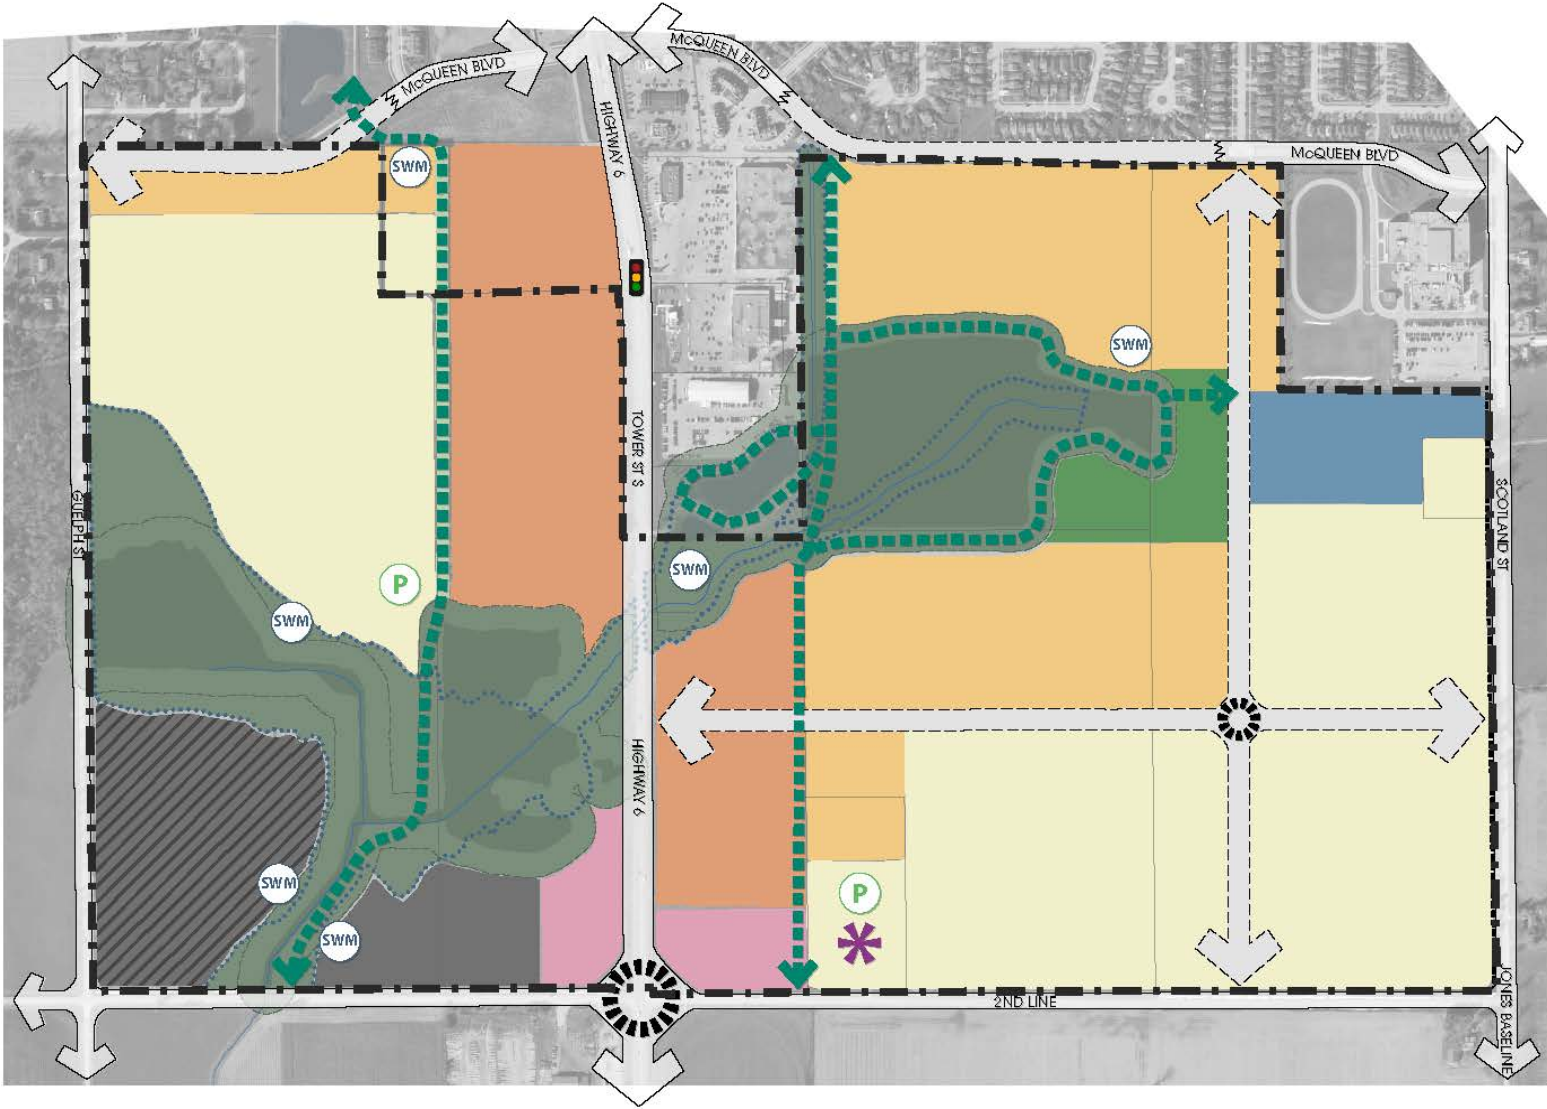 McQUEEN BLVD
McQUEEN BLVD
HIGHWAY 6
McQUEEN BLVD
SWM
SWM
TOWER ST S
GUELPH ST
SCOTLAND ST
SWM
P
SWM
HIGHWAY 6
SWM
P
SWM
2ND LINE
JONES BASELINE